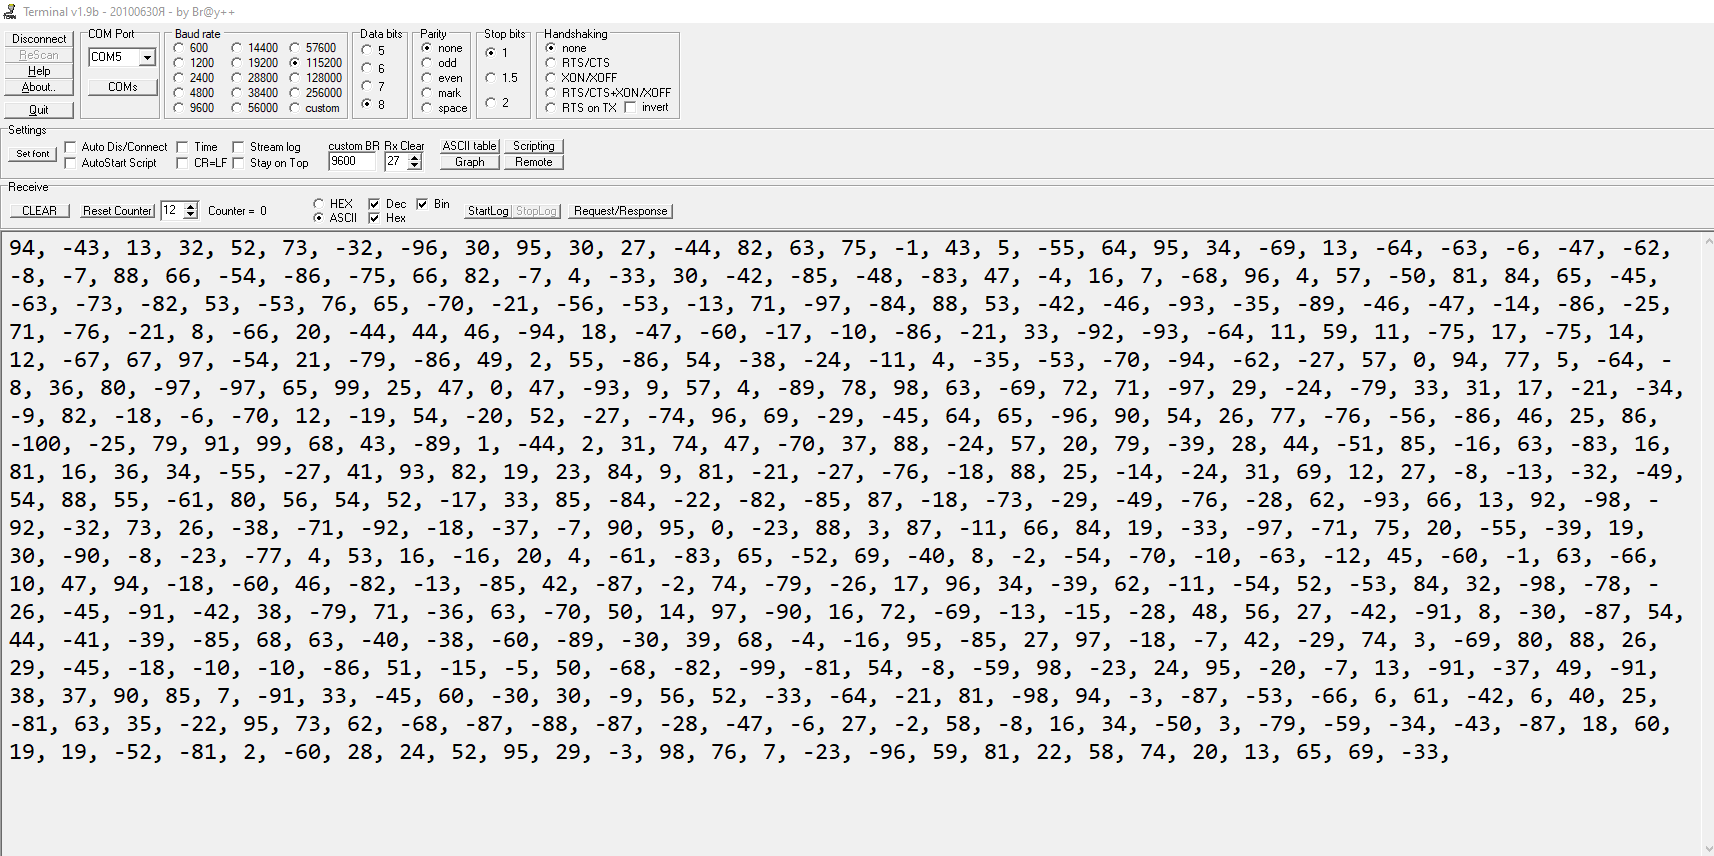 Terminal v1.9b - 20100630Я - by Br@y++
Disconnect
ReScan
Help
About..
Quit
COM Port
COM5
COMs
Baud rate
600 14400 57600
1200 19200 115200
2400 28800 128000
4800 38400 256000
9600 56000 custom
Data bits
5
6
7
8
Parity
none
odd
even
mark
space
Stop bits
1
1.5
2
Handshaking
none
RTS/CTS
XON/XOFF
RTS/CTS+XON/XOFF
RTS on TX invert
Settings
Set font
Auto Dis/Connect Time Stream log
AutoStart Script CR=LF Stay on Top
custom BR Rx Clear
9600 27
ASCII table Scripting
Graph Remote
Receive
CLEAR Reset Counter 12 Counter = 0
HEX Dec Bin
ASCII Hex
StartLog StopLog Request/Response
94, -43, 13, 32, 52, 73, -32, -96, 30, 95, 30, 27, -44, 82, 63, 75, -1, 43, 5, -55, 64, 95, 34, -69, 13, -64, -63, -6, -47, -62,
-8, -7, 88, 66, -54, -86, -75, 66, 82, -7, 4, -33, 30, -42, -85, -48, -83, 47, -4, 16, 7, -68, 96, 4, 57, -50, 81, 84, 65, -45,
-63, -73, -82, 53, -53, 76, 65, -70, -21, -56, -53, -13, 71, -97, -84, 88, 53, -42, -46, -93, -35, -89, -46, -47, -14, -86, -25,
71, -76, -21, 8, -66, 20, -44, 44, 46, -94, 18, -47, -60, -17, -10, -86, -21, 33, -92, -93, -64, 11, 59, 11, -75, 17, -75, 14,
12, -67, 67, 97, -54, 21, -79, -86, 49, 2, 55, -86, 54, -38, -24, -11, 4, -35, -53, -70, -94, -62, -27, 57, 0, 94, 77, 5, -64, -
8, 36, 80, -97, -97, 65, 99, 25, 47, 0, 47, -93, 9, 57, 4, -89, 78, 98, 63, -69, 72, 71, -97, 29, -24, -79, 33, 31, 17, -21, -34,
-9, 82, -18, -6, -70, 12, -19, 54, -20, 52, -27, -74, 96, 69, -29, -45, 64, 65, -96, 90, 54, 26, 77, -76, -56, -86, 46, 25, 86,
-100, -25, 79, 91, 99, 68, 43, -89, 1, -44, 2, 31, 74, 47, -70, 37, 88, -24, 57, 20, 79, -39, 28, 44, -51, 85, -16, 63, -83, 16,
81, 16, 36, 34, -55, -27, 41, 93, 82, 19, 23, 84, 9, 81, -21, -27, -76, -18, 88, 25, -14, -24, 31, 69, 12, 27, -8, -13, -32, -49,
54, 88, 55, -61, 80, 56, 54, 52, -17, 33, 85, -84, -22, -82, -85, 87, -18, -73, -29, -49, -76, -28, 62, -93, 66, 13, 92, -98, -
92, -32, 73, 26, -38, -71, -92, -18, -37, -7, 90, 95, 0, -23, 88, 3, 87, -11, 66, 84, 19, -33, -97, -71, 75, 20, -55, -39, 19,
30, -90, -8, -23, -77, 4, 53, 16, -16, 20, 4, -61, -83, 65, -52, 69, -40, 8, -2, -54, -70, -10, -63, -12, 45, -60, -1, 63, -66,
10, 47, 94, -18, -60, 46, -82, -13, -85, 42, -87, -2, 74, -79, -26, 17, 96, 34, -39, 62, -11, -54, 52, -53, 84, 32, -98, -78, -
26, -45, -91, -42, 38, -79, 71, -36, 63, -70, 50, 14, 97, -90, 16, 72, -69, -13, -15, -28, 48, 56, 27, -42, -91, 8, -30, -87, 54,
44, -41, -39, -85, 68, 63, -40, -38, -60, -89, -30, 39, 68, -4, -16, 95, -85, 27, 97, -18, -7, 42, -29, 74, 3, -69, 80, 88, 26,
29, -45, -18, -10, -10, -86, 51, -15, -5, 50, -68, -82, -99, -81, 54, -8, -59, 98, -23, 24, 95, -20, -7, 13, -91, -37, 49, -91,
38, 37, 90, 85, 7, -91, 33, -45, 60, -30, 30, -9, 56, 52, -33, -64, -21, 81, -98, 94, -3, -87, -53, -66, 6, 61, -42, 6, 40, 25,
-81, 63, 35, -22, 95, 73, 62, -68, -87, -88, -87, -28, -47, -6, 27, -2, 58, -8, 16, 34, -50, 3, -79, -59, -34, -43, -87, 18, 60,
19, 19, -52, -81, 2, -60, 28, 24, 52, 95, 29, -3, 98, 76, 7, -23, -96, 59, 81, 22, 58, 74, 20, 13, 65, 69, -33,